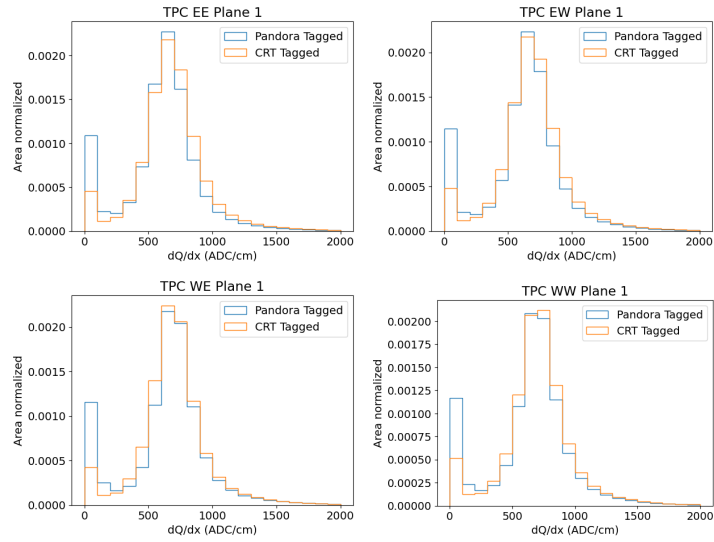 TPC EE Plane 1
Pandora Tagged
CRT Tagged
Area normalized
0.0020
0.0015
0.0010
0.0005
0.0000
0 500 1000 1500 2000
dQ/dx (ADC/cm)
TPC EW Plane 1
Pandora Tagged
CRT Tagged
Area normalized
0.0020
0.0015
0.0010
0.0005
0.0000
0 500 1000 1500 2000
dQ/dx (ADC/cm)
TPC WE Plane 1
Pandora Tagged
CRT Tagged
Area normalized
0.0020
0.0015
0.0010
0.0005
0.0000
0 500 1000 1500 2000
dQ/dx (ADC/cm)
TPC WW Plane 1
Pandora Tagged
CRT Tagged
Area normalized
0.00200
0.00175
0.00150
0.00125
0.00100
0.00075
0.00050
0.00025
0.00000
0 500 1000 1500 2000
dQ/dx (ADC/cm)